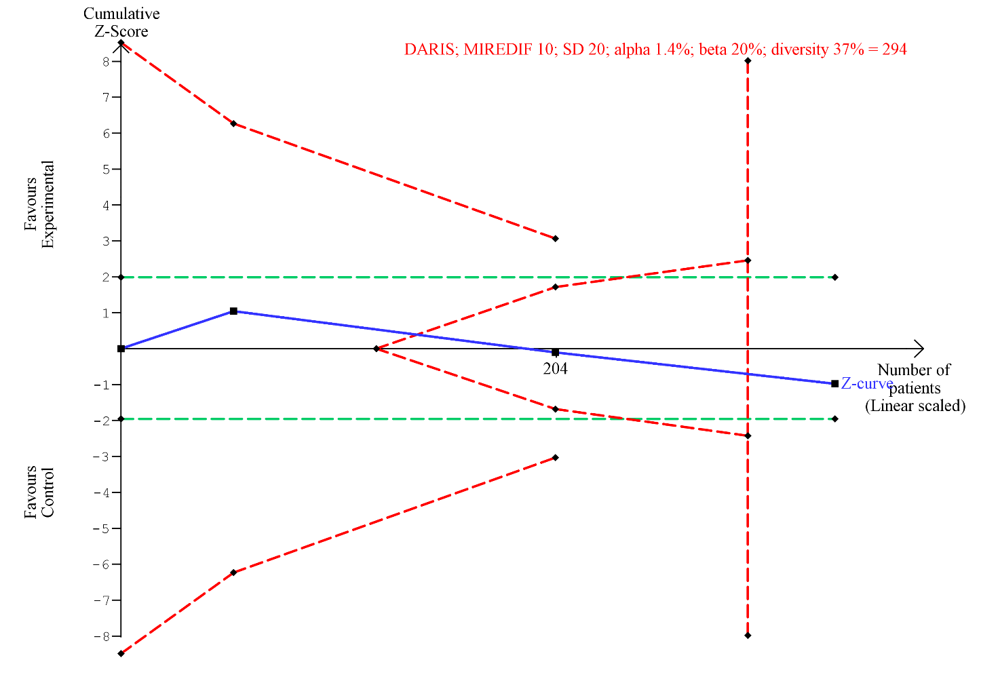 Cumulative
Z-Score
DARIS; MIREDIF 10; SD 20; alpha 1.4%; beta 20%; diversity 37% = 294
8
7
6
5
4
3
2
1
-1
-2
-3
-4
-5
-6
-7
-8
Favours
Experimental
Favours
Control
204
Z-curve
Number of
patients
(Linear scaled)